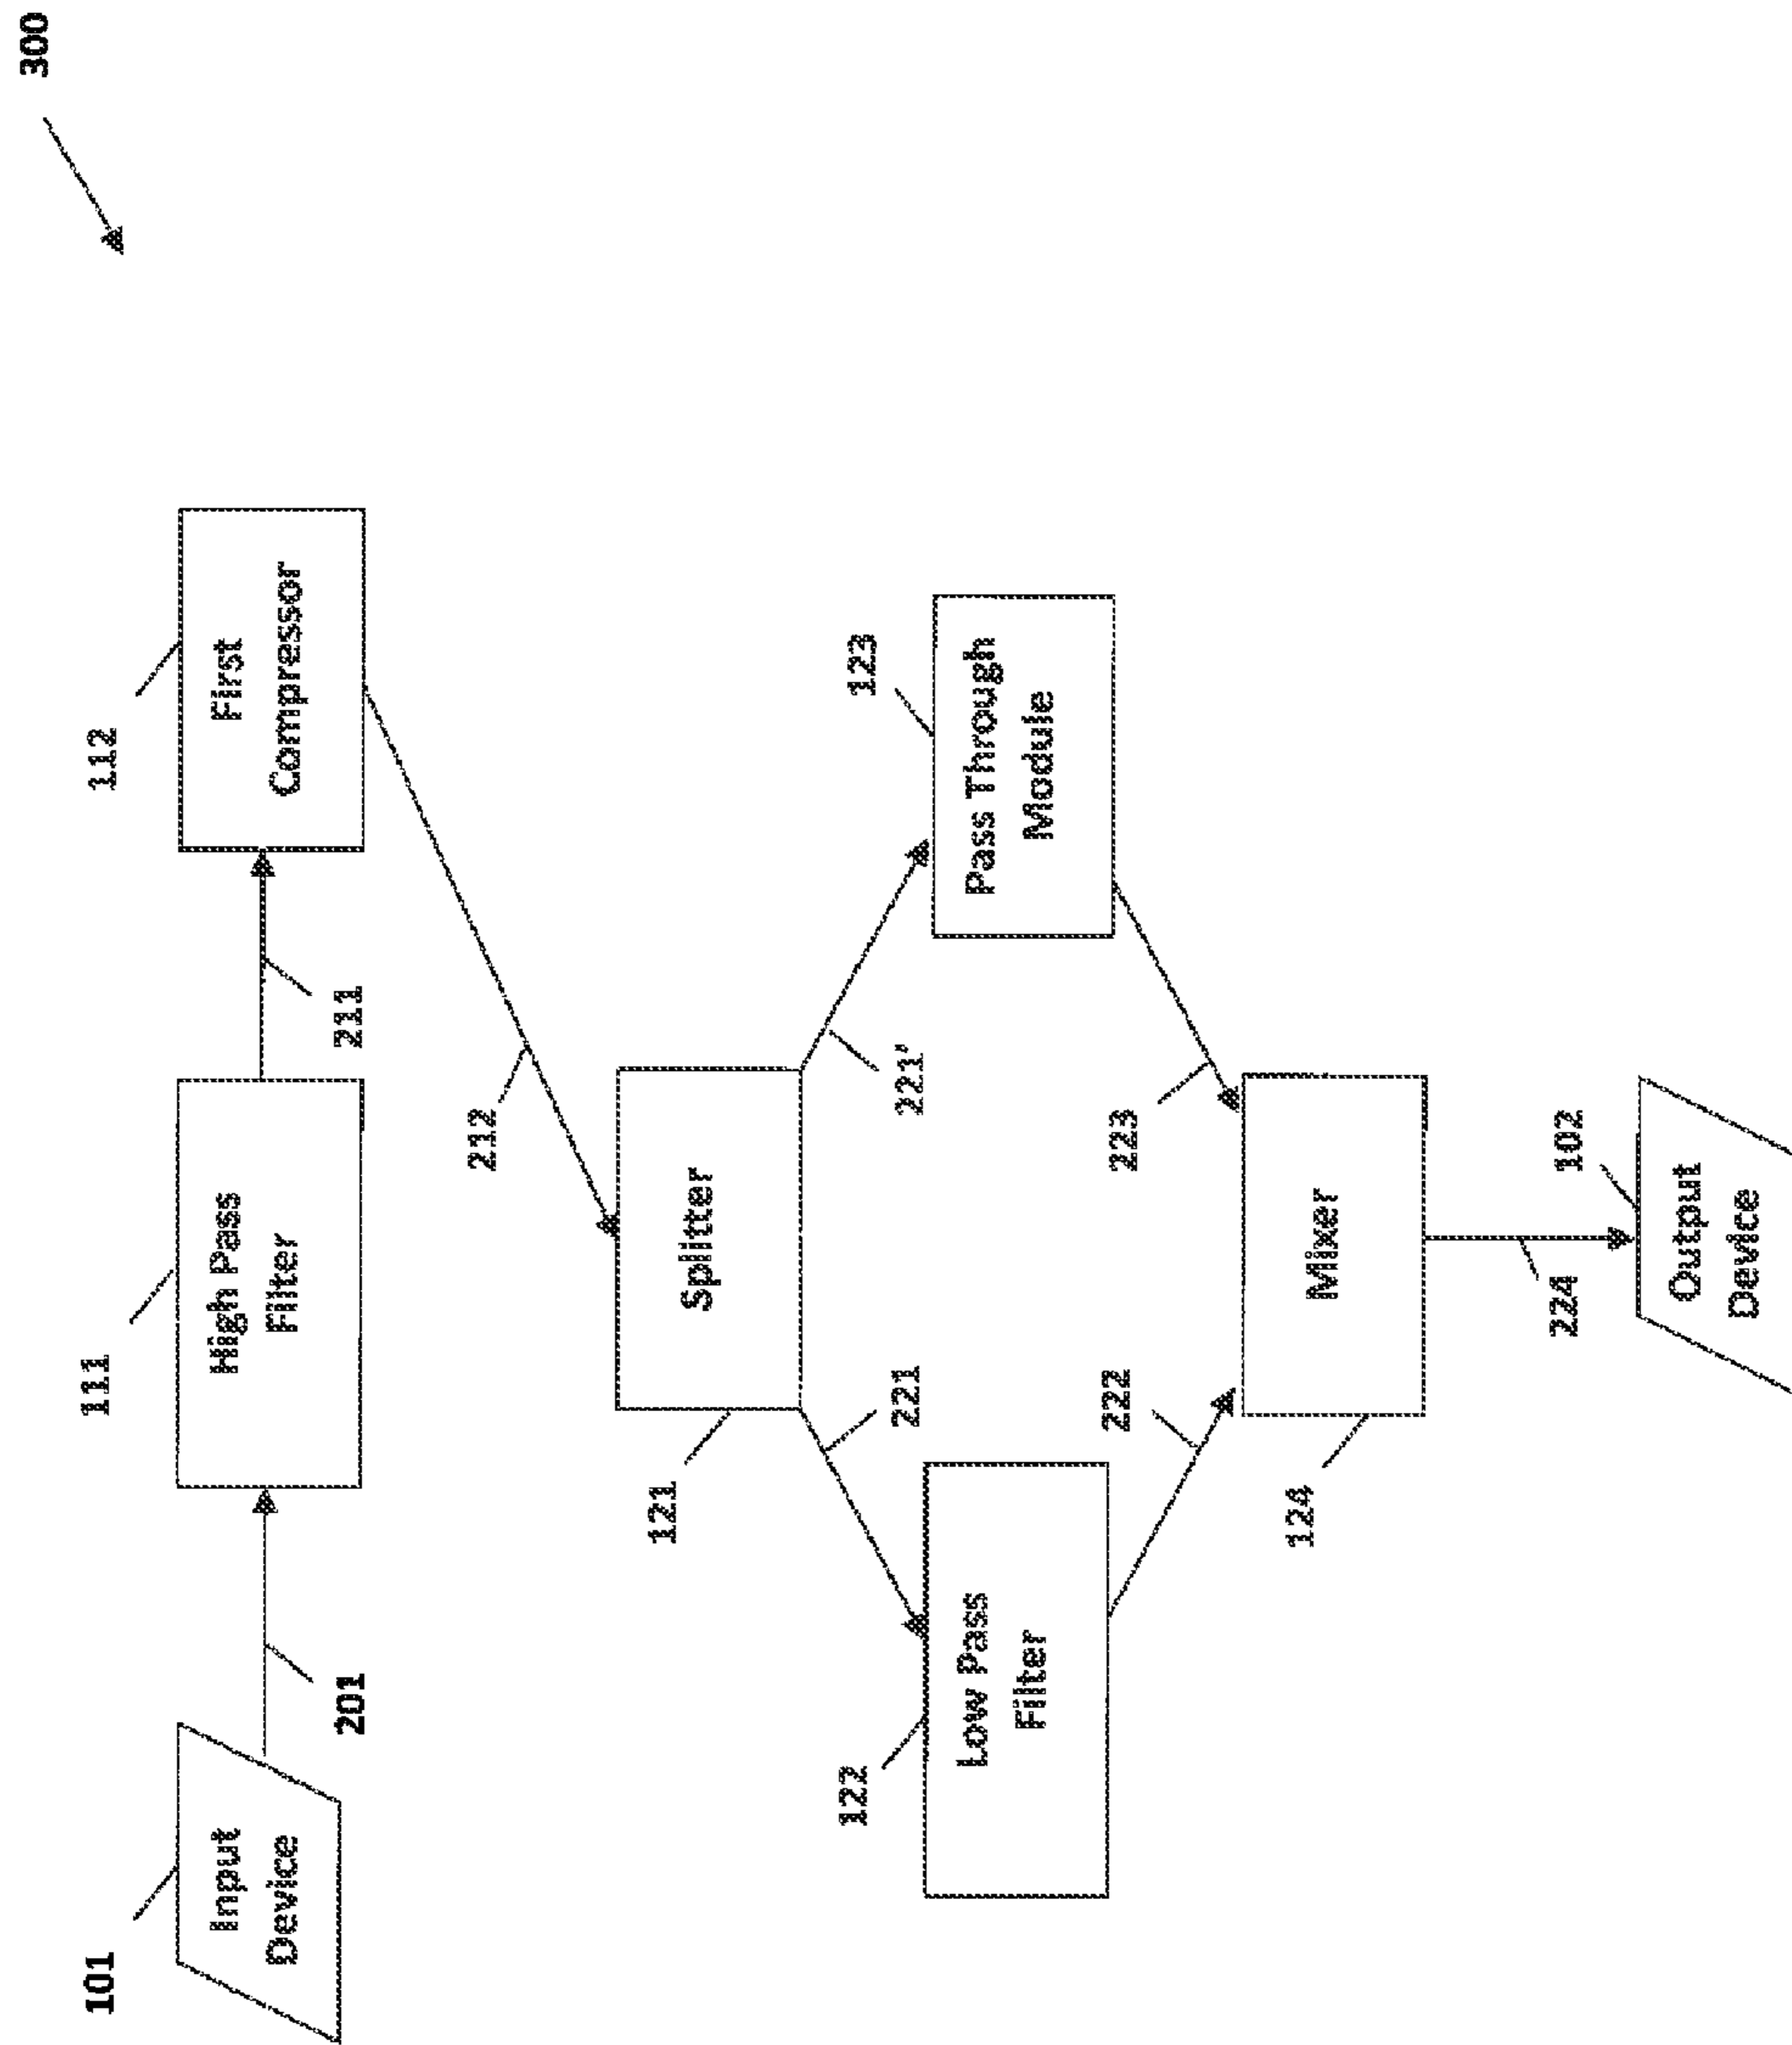 300
101
Input
Device
201
111
High Pass
Filter
211
112
First
Compressor
212
121
Splitter
221
221'
122
Low Pass
Filter
123
Pass Through
Module
222
223
124
Mixer
224
102
Output
Device